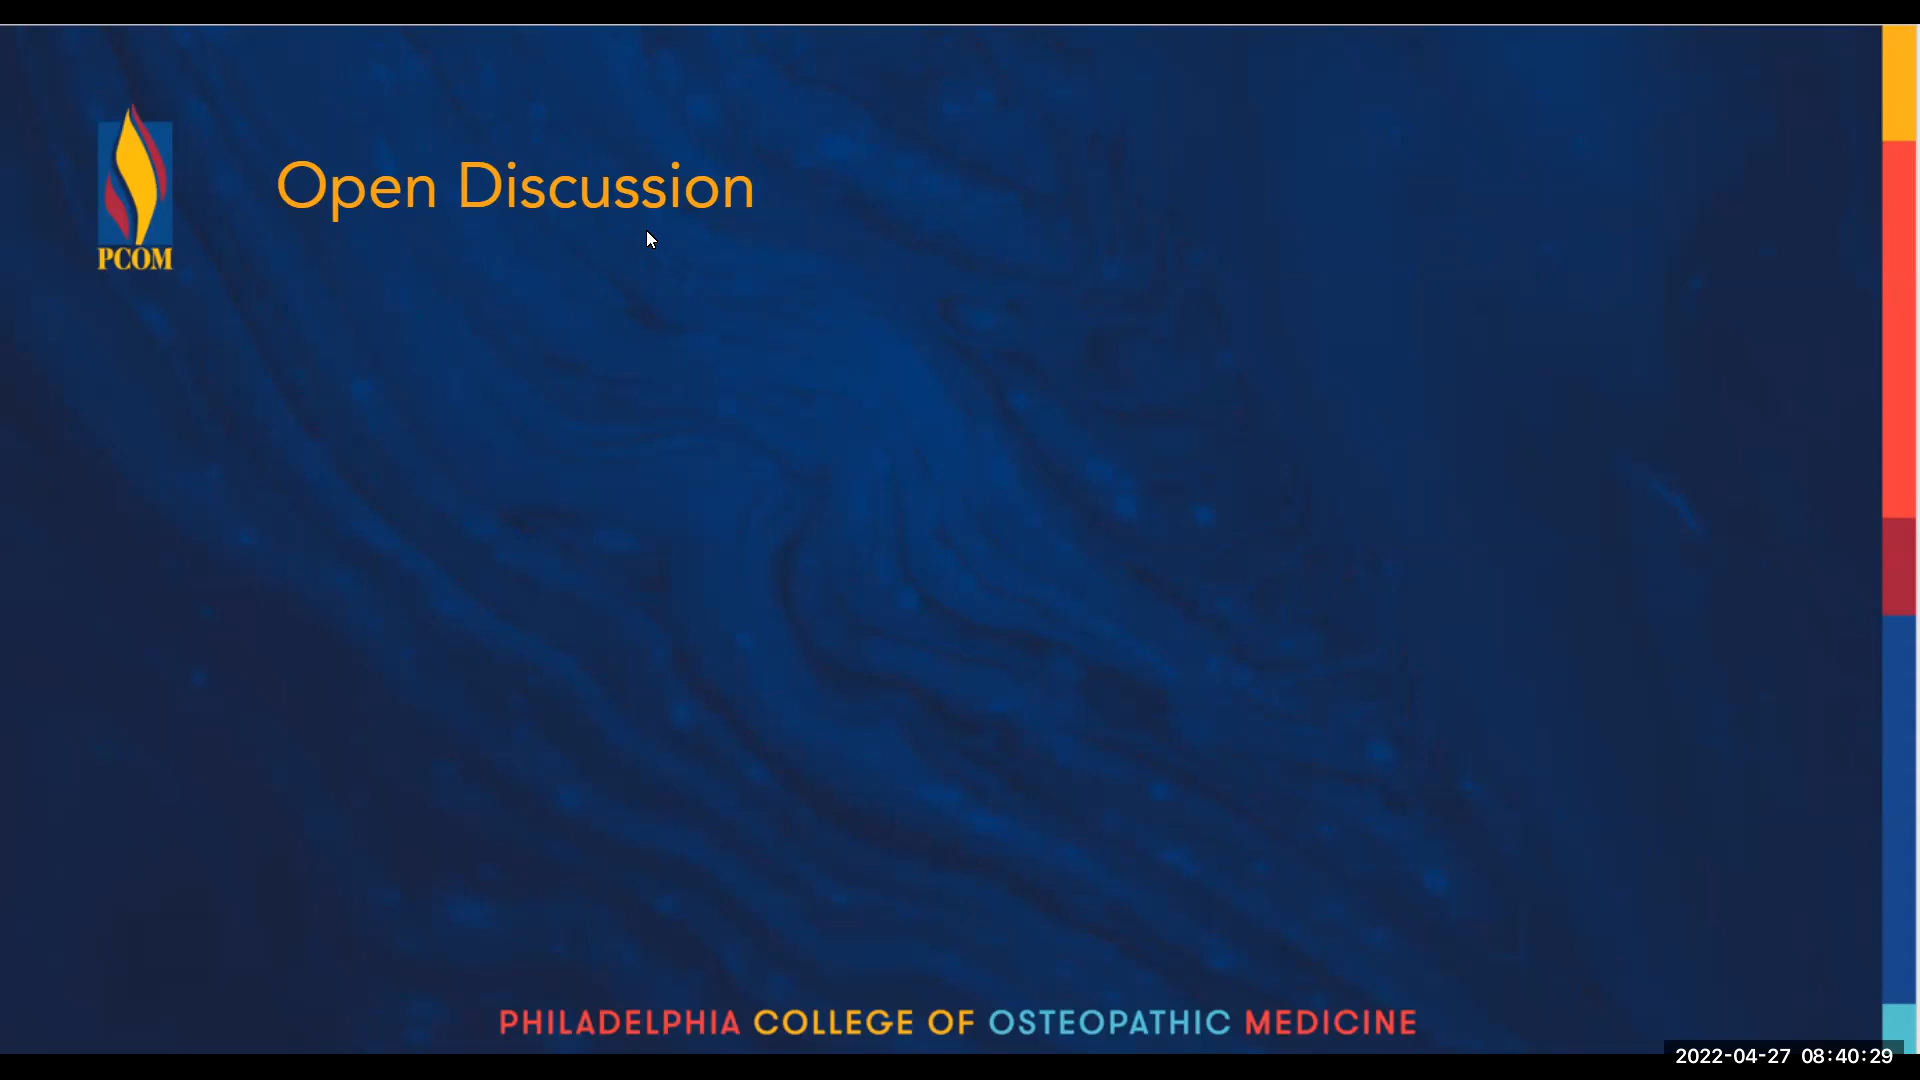 Open Discussion
PCOM
PHILADELPHIA COLLEGE OF OSTEOPATHIC MEDICINE
2022-04-27 08:40:29